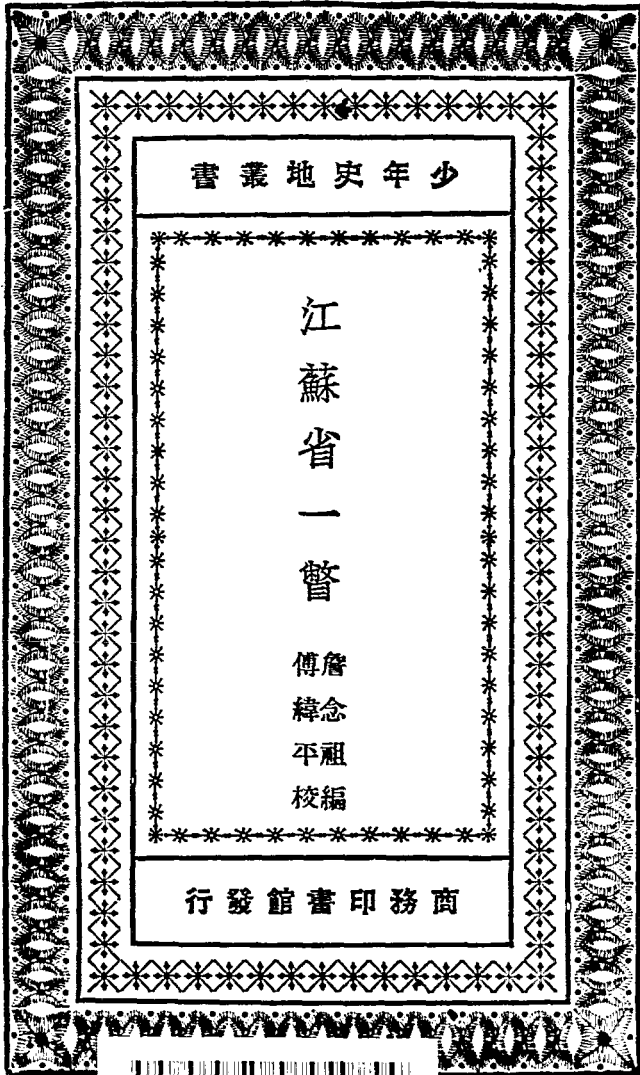 少年史地叢書
江蘇省一瞥
詹念祖編
傅緯平校
商務印書館發行